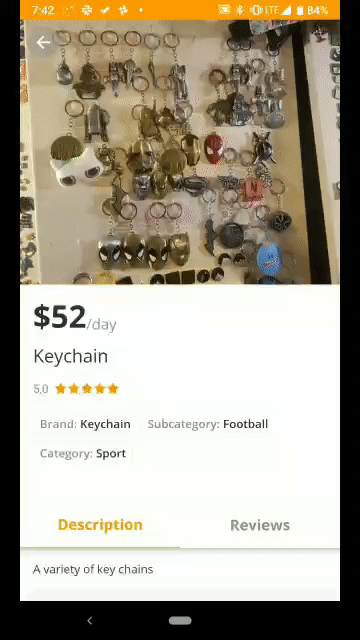 7:42 LTE 84%
$52/day
Keychain
5.0
Brand: Keychain Subcategory: Football
Category: Sport
Description Reviews
A variety of key chains